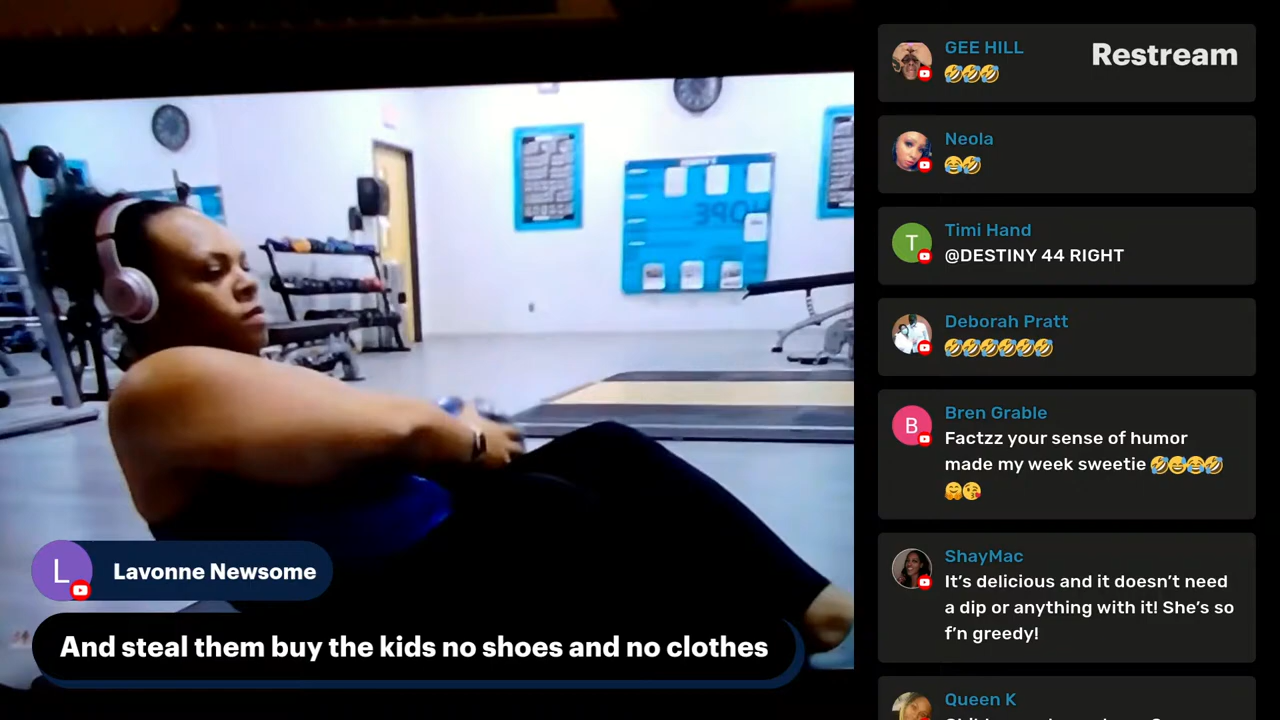 GEE HILL
Restream
🤣🤣🤣
Neola
😂🤣
T
Timi Hand
@DESTINY 44 RIGHT
Deborah Pratt
🤣🤣🤣🤣🤣🤣
B
Bren Grable
Factzz your sense of humor
made my week sweetie 🤣😅😂🤣
🤗😘
ShayMac
It’s delicious and it doesn’t need
a dip or anything with it! She’s so
f’n greedy!
Queen K
HOPE
L
Lavonne Newsome
And steal them buy the kids no shoes and no clothes